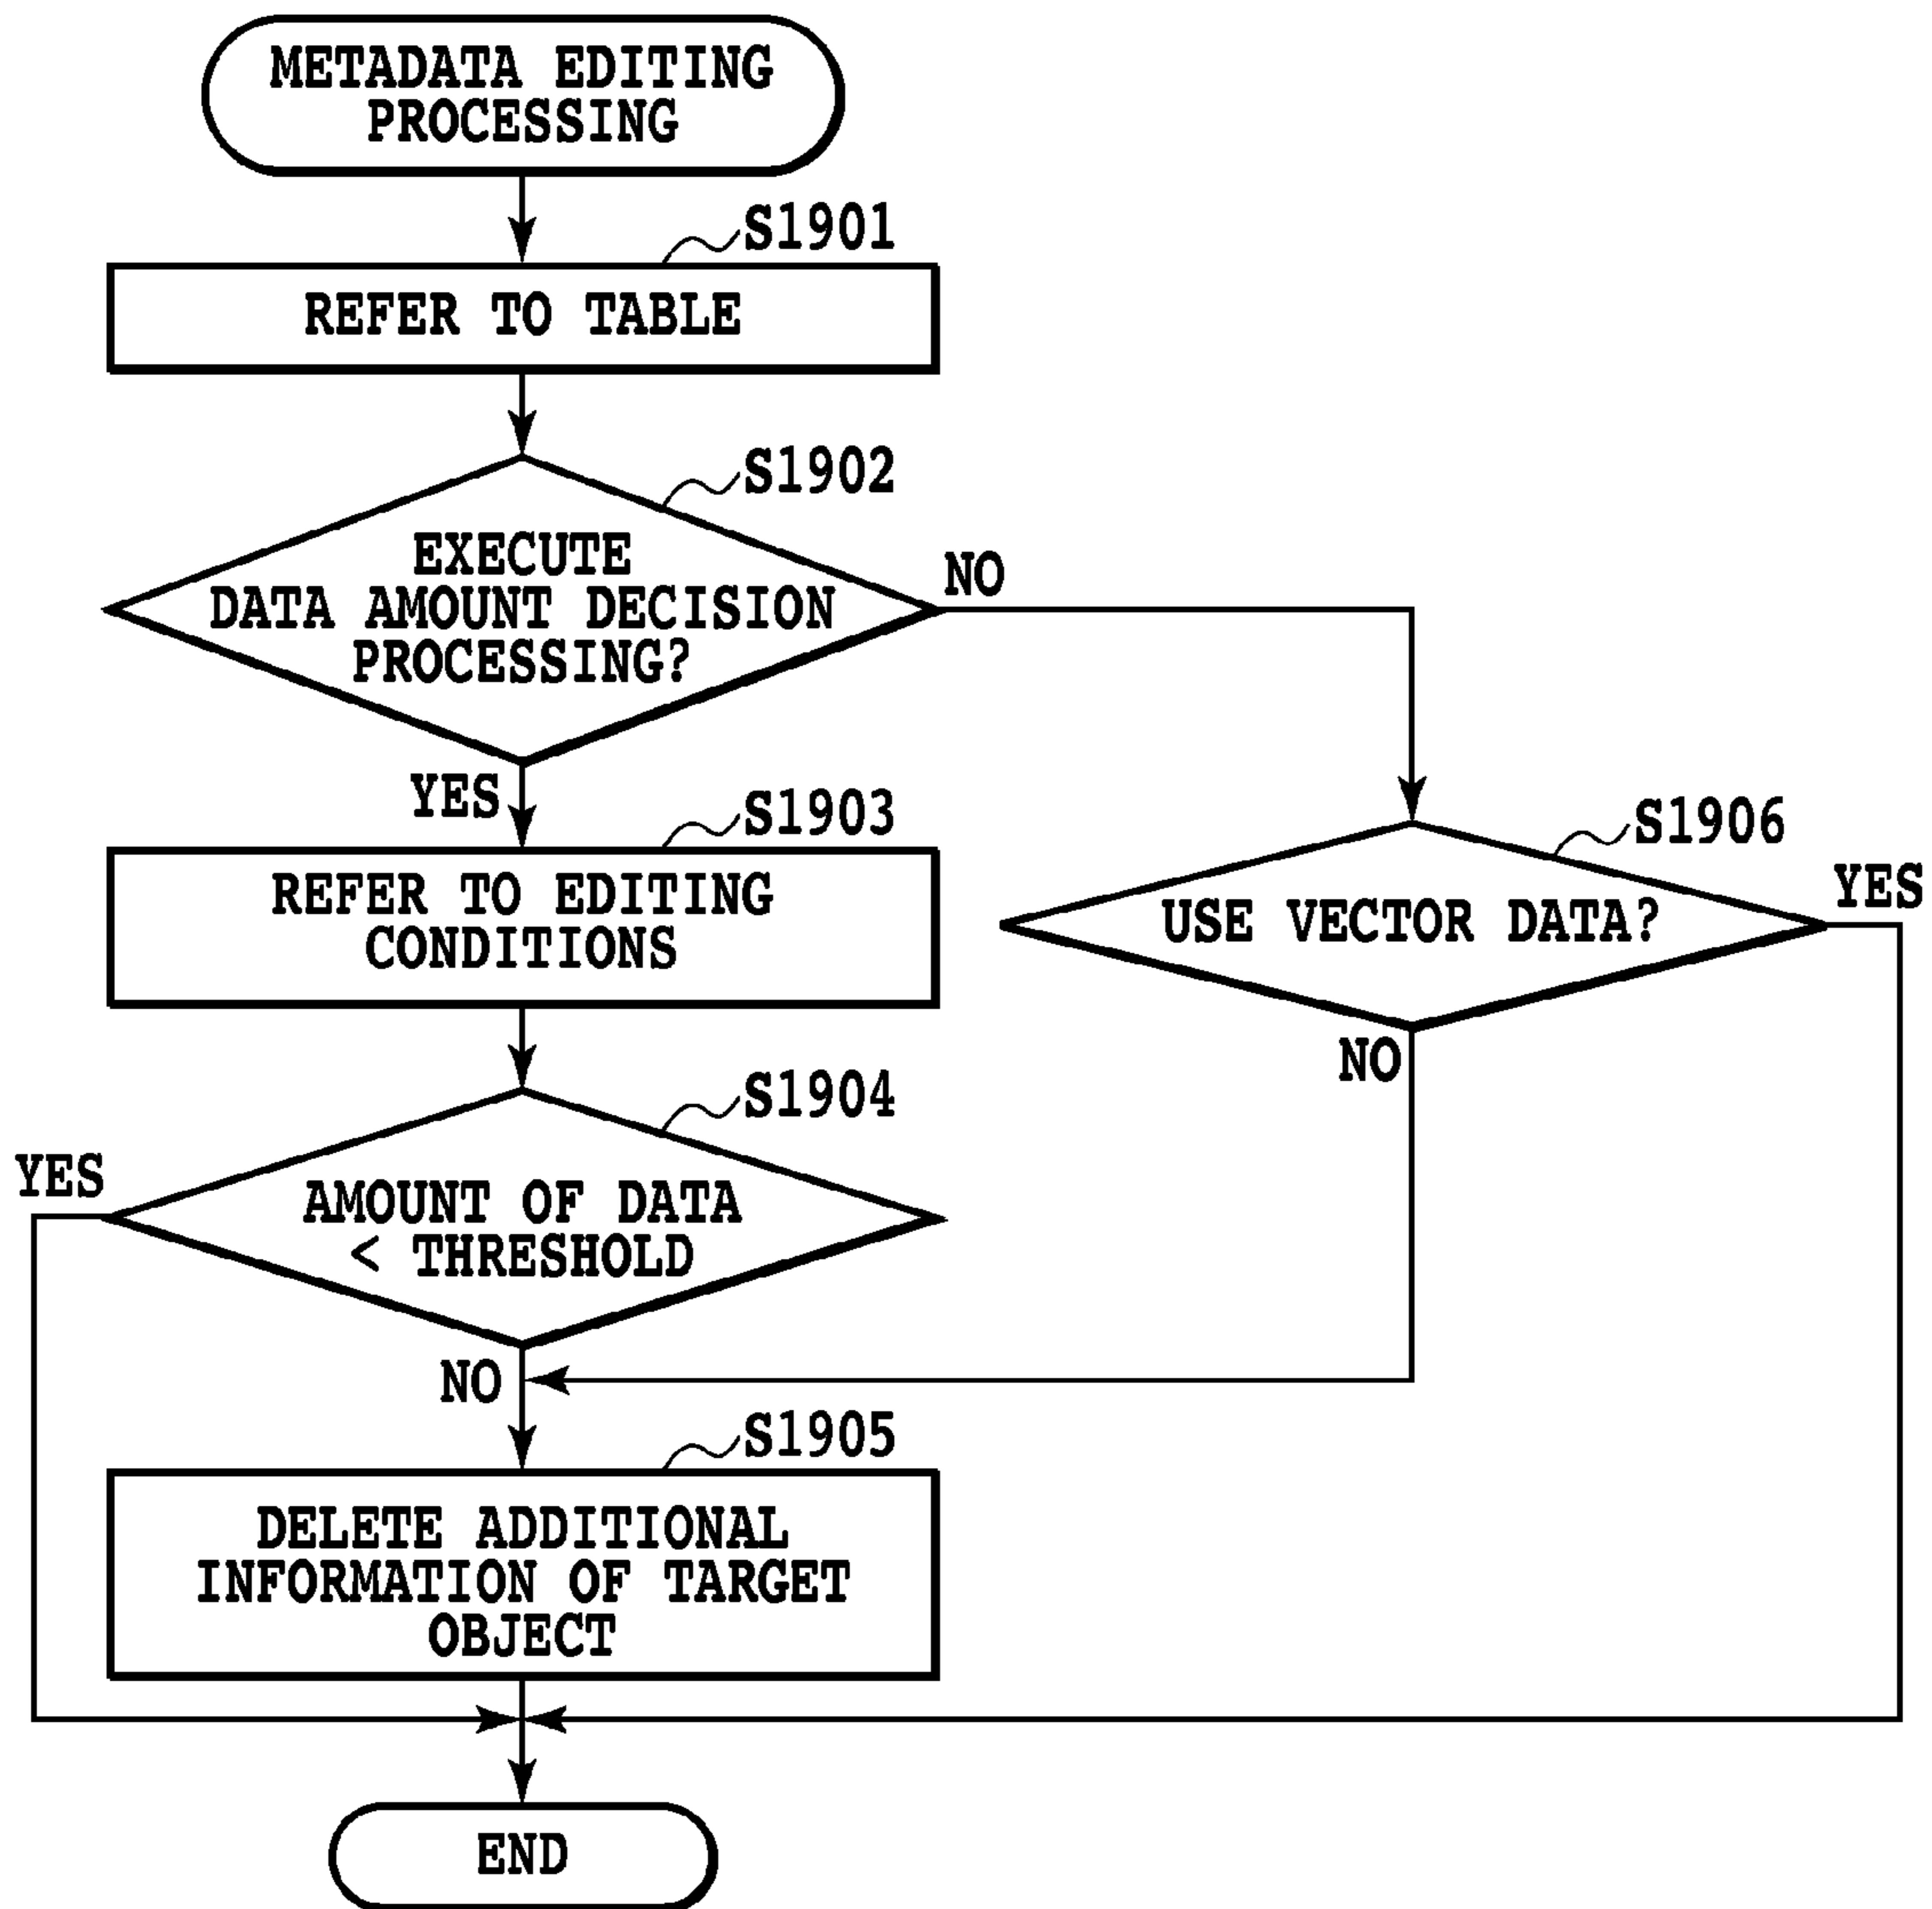 METADATA EDITING
PROCESSING
S1901
REFER TO TABLE
S1902
EXECUTE
DATA AMOUNT DECISION
PROCESSING?
NO
YES
S1903
REFER TO EDITING
CONDITIONS
S1906
USE VECTOR DATA?
YES
NO
S1904
AMOUNT OF DATA
< THRESHOLD
YES
NO
S1905
DELETE ADDITIONAL
INFORMATION OF TARGET
OBJECT
END